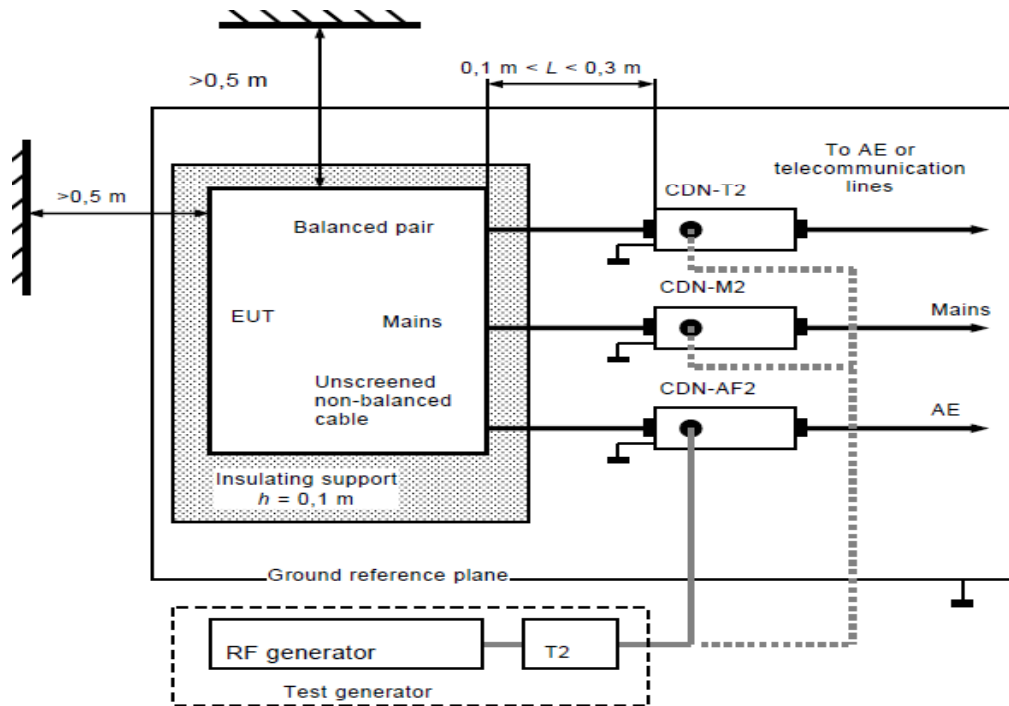 >0,5 m
0,1 m < L < 0,3 m
>0,5 m
To AE or
telecommunication
lines
CDN-T2
Balanced pair
CDN-M2
EUT
Mains
Mains
Unscreened
non-balanced
cable
CDN-AF2
AE
Insulating support
h = 0,1 m
Ground reference plane
RF generator
T2
Test generator